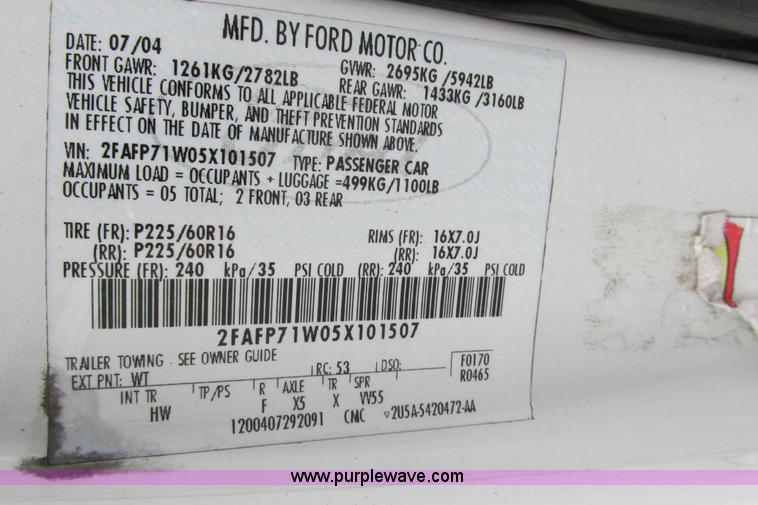 MFD. BY FORD MOTOR CO.
DATE: 07/04 GVWR: 2695KG/5942LB
FRONT GAWR: 1261KG/2782LB REAR GAWR: 1433KG/3160LB
THIS VEHICLE CONFORMS TO ALL APPLICABLE FEDERAL MOTOR
VEHICLE SAFETY, BUMPER, AND THEFT PREVENTION STANDARDS
IN EFFECT ON THE DATE OF MANUFACTURE SHOWN ABOVE.
VIN: 2FAFP71W05X101507 TYPE: PASSENGER CAR
MAXIMUM LOAD = OCCUPANTS + LUGGAGE =499KG/1100LB
OCCUPANTS = 05 TOTAL; 2 FRONT, 03 REAR
TIRE (FR): P225/60R16 RIMS (FR): 16X7.0J
(RR): P225/60R16 (RR): 16X7.0J
PRESSURE (FR): 240 kPa/35 PSI COLD (RR): 240 kPa/35 PSI COLD
2FAFP71W05X101507
TRAILER TOWING - SEE OWNER GUIDE
EXT PNT: WT RC: 53 DSO: F0170
R0465
INT TR TP/PS R AXLE TR SPR
HW F X5 X VV55
1200407292091 CMC 2U5A-5420472-AA
www.purplewave.com